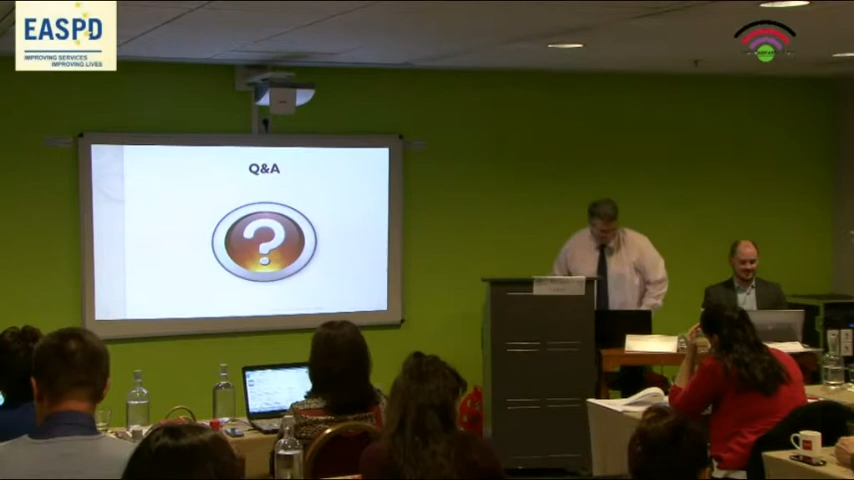 EASPD
IMPROVING SERVICES
IMPROVING LIVES
Q&A
?